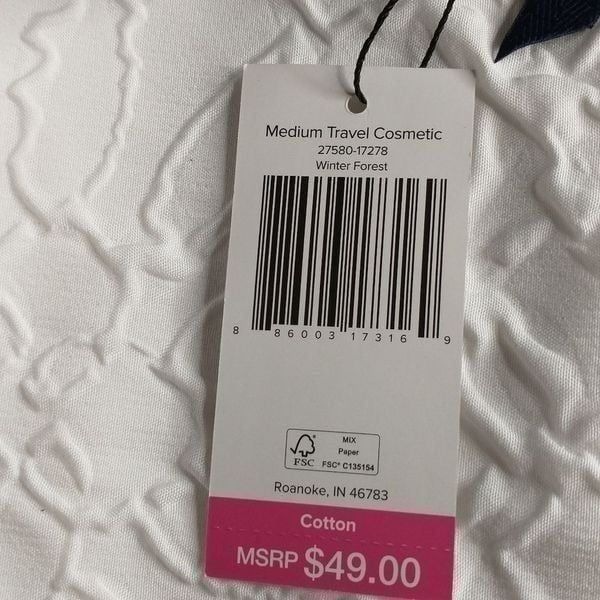 Medium Travel Cosmetic
27580-17278
Winter Forest
8 86003 17316 9
MIX
Paper
FSC
FSC® C135154
Roanoke, IN 46783
Cotton
MSRP $49.00